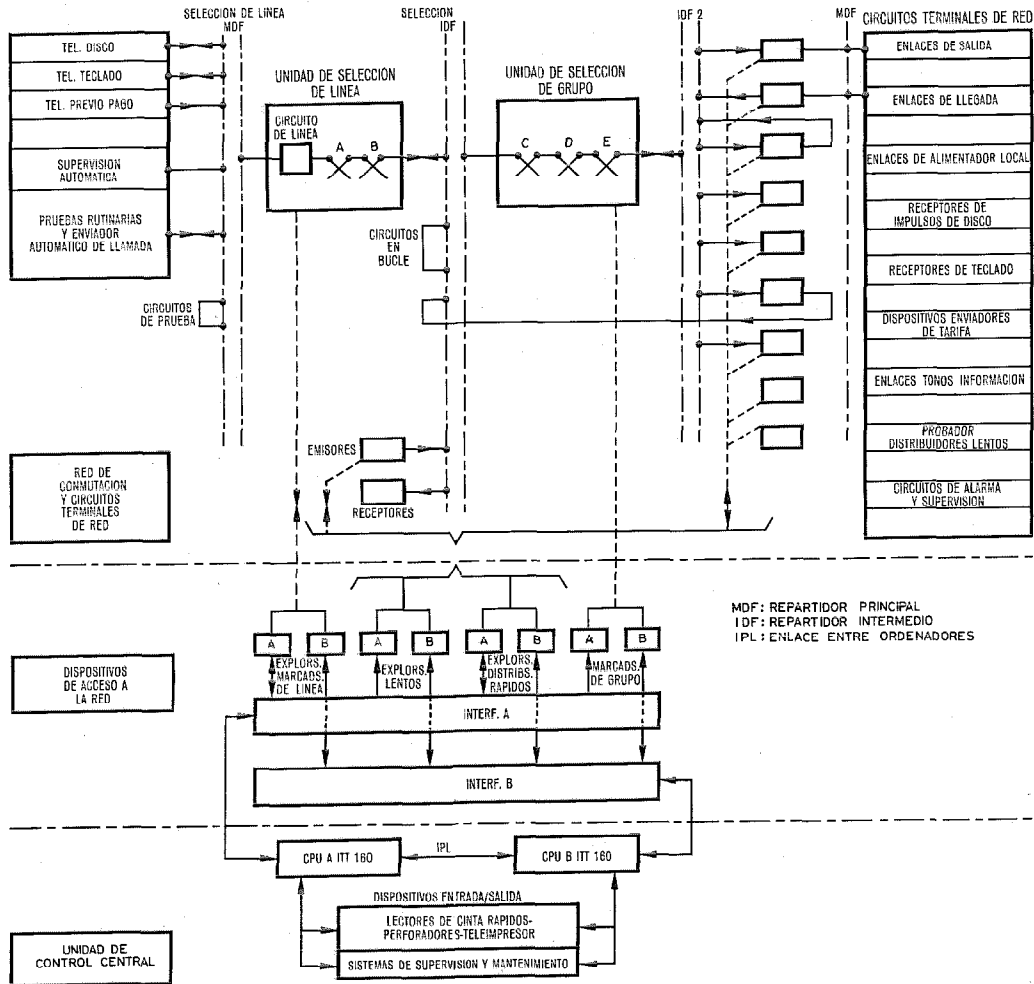 SELECCION DE LINEA
MDF
SELECCION
IDF
IDF 2
MDF
CIRCUITOS TERMINALES DE RED
TEL. DISCO
TEL. TECLADO
TEL. PREVIO PAGO
SUPERVISION
AUTOMATICA
PRUEBAS RUTINARIAS
Y ENVIADOR
AUTOMATICO DE LLAMADA
CIRCUITOS
DE PRUEBA
UNIDAD DE SELECCION
DE LINEA
CIRCUITO
DE LINEA
A
B
UNIDAD DE SELECCION
DE GRUPO
C
D
E
CIRCUITOS
EN
BUCLE
ENLACES DE SALIDA
ENLACES DE LLEGADA
ENLACES DE ALIMENTADOR LOCAL
RECEPTORES DE
IMPULSOS DE DISCO
RECEPTORES DE TECLADO
DISPOSITIVOS ENVIADORES
DE TARIFA
ENLACES TONOS INFORMACION
PROBADOR
DISTRIBUIDORES LENTOS
CIRCUITOS DE ALARMA
Y SUPERVISION
EMISORES
RECEPTORES
RED DE
CONMUTACION
Y CIRCUITOS
TERMINALES
DE RED
MDF: REPARTIDOR PRINCIPAL
IDF: REPARTIDOR INTERMEDIO
IPL: ENLACE ENTRE ORDENADORES
DISPOSITIVOS
DE ACCESO A
LA RED
A
B
A
B
A
B
A
B
EXPLORS.
MARCADS.
DE LINEA
EXPLORS.
LENTOS
EXPLORS.
DISTRIBS.
RAPIDOS
MARCADS.
DE GRUPO
INTERF. A
INTERF. B
CPU A ITT 160
IPL
CPU B ITT 160
DISPOSITIVOS ENTRADA/SALIDA
LECTORES DE CINTA RAPIDOS-
PERFORADORES-TELEIMPRESOR
SISTEMAS DE SUPERVISION Y MANTENIMIENTO
UNIDAD DE
CONTROL CENTRAL